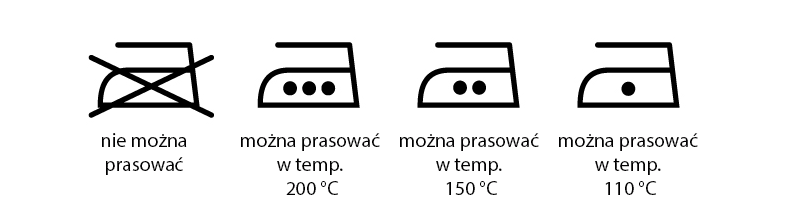 nie można
prasować
można prasować
w temp.
200 °C
można prasować
w temp.
150 °C
można prasować
w temp.
110 °C